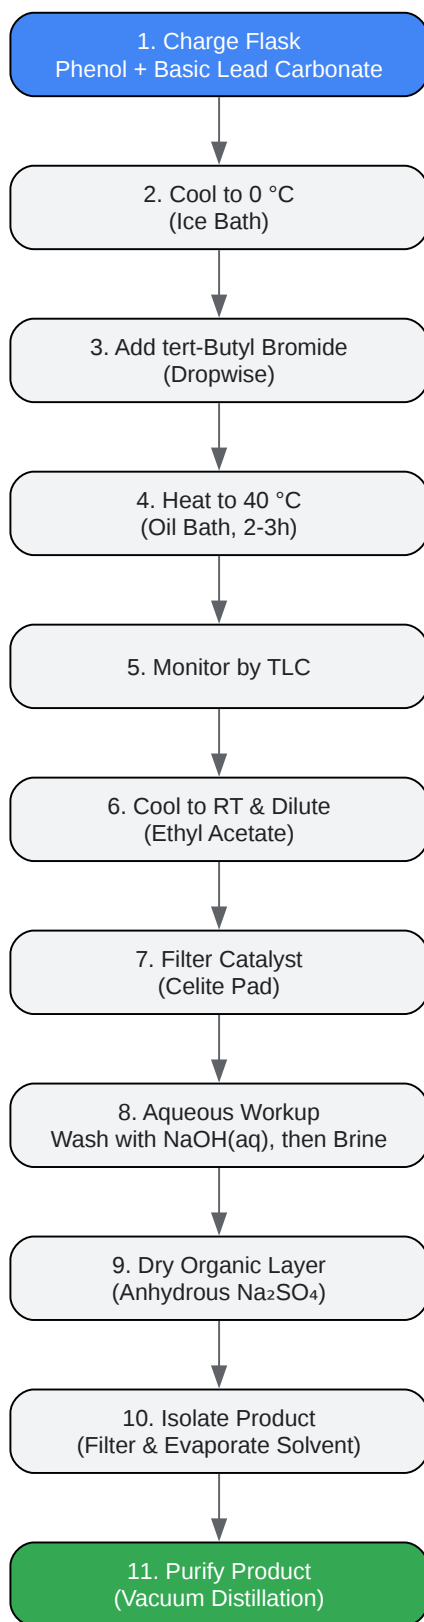 1. Charge Flask
Phenol + Basic Lead Carbonate
2. Cool to 0 °C
(Ice Bath)
3. Add tert-Butyl Bromide
(Dropwise)
4. Heat to 40 °C
(Oil Bath, 2-3h)
5. Monitor by TLC
6. Cool to RT & Dilute
(Ethyl Acetate)
7. Filter Catalyst
(Celite Pad)
8. Aqueous Workup
Wash with NaOH(aq), then Brine
9. Dry Organic Layer
(Anhydrous Na₂SO₄)
10. Isolate Product
(Filter & Evaporate Solvent)
11. Purify Product
(Vacuum Distillation)